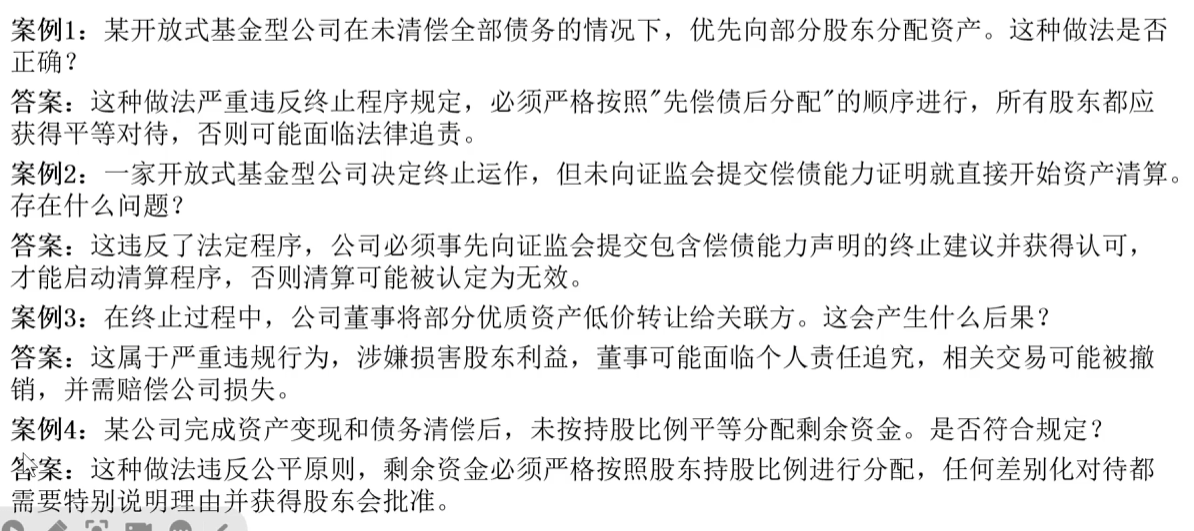 案例1：某开放式基金型公司在未清偿全部债务的情况下，优先向部分股东分配资产。这种做法是否
正确？
答案：这种做法严重违反终止程序规定，必须严格按照"先偿债后分配"的顺序进行，所有股东都应
获得平等对待，否则可能面临法律追责。
案例2：一家开放式基金型公司决定终止运作，但未向证监会提交偿债能力证明就直接开始资产清算。
存在什么问题？
答案：这违反了法定程序，公司必须事先向证监会提交包含偿债能力声明的终止建议并获得认可，
才能启动清算程序，否则清算可能被认定为无效。
案例3：在终止过程中，公司董事将部分优质资产低价转让给关联方。这会产生什么后果？
答案：这属于严重违规行为，涉嫌损害股东利益，董事可能面临个人责任追究，相关交易可能被撤
销，并需赔偿公司损失。
案例4：某公司完成资产变现和债务清偿后，未按持股比例平等分配剩余资金。是否符合规定？
答案：这种做法违反公平原则，剩余资金必须严格按照股东持股比例进行分配，任何差别化对待都
需要特别说明理由并获得股东会批准。